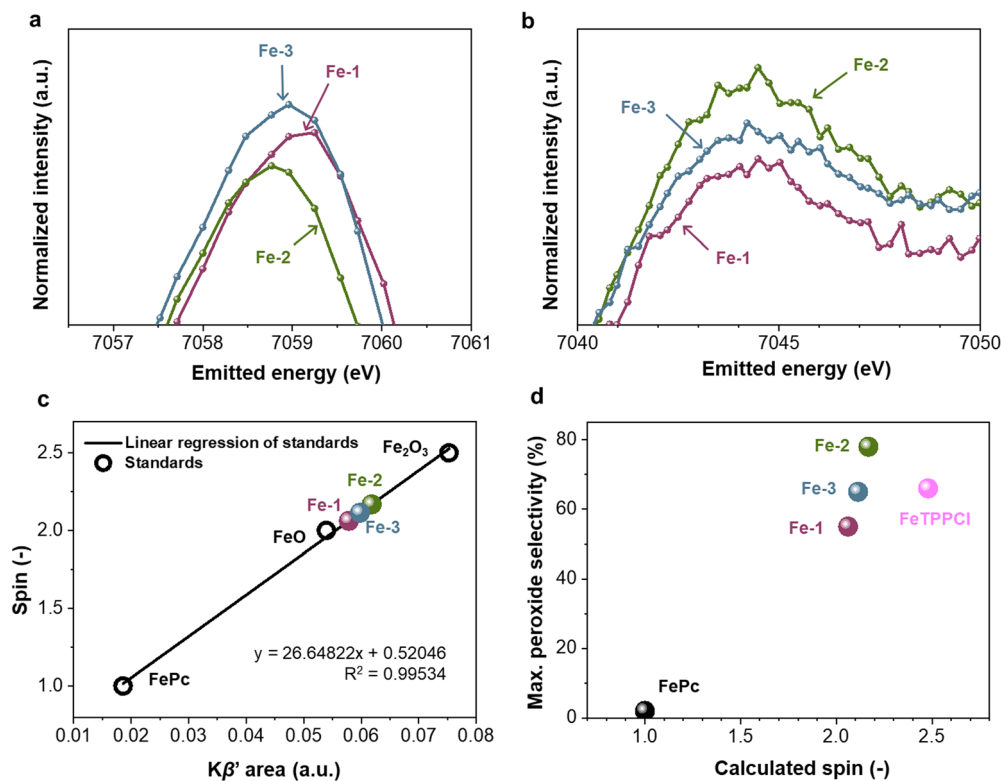 a
Normalized intensity (a.u.)
Fe-3
Fe-1
Fe-2
7057
7058
7059
7060
7061
Emitted energy (eV)
b
Normalized intensity (a.u.)
Fe-2
Fe-3
Fe-1
7040
7045
7050
Emitted energy (eV)
c
Spin (-)
2.5
2.0
1.5
1.0
Linear regression of standards
Standards
Fe₂O₃
Fe-2
Fe-1
Fe-3
FeO
FePc
y = 26.64822x + 0.52046
R² = 0.99534
0.01
0.02
0.03
0.04
0.05
0.06
0.07
0.08
Kβ’ area (a.u.)
d
Max. peroxide selectivity (%)
80
60
40
20
0
Fe-2
Fe-3
Fe-1
FeTPPCl
FePc
1.0
1.5
2.0
2.5
Calculated spin (-)